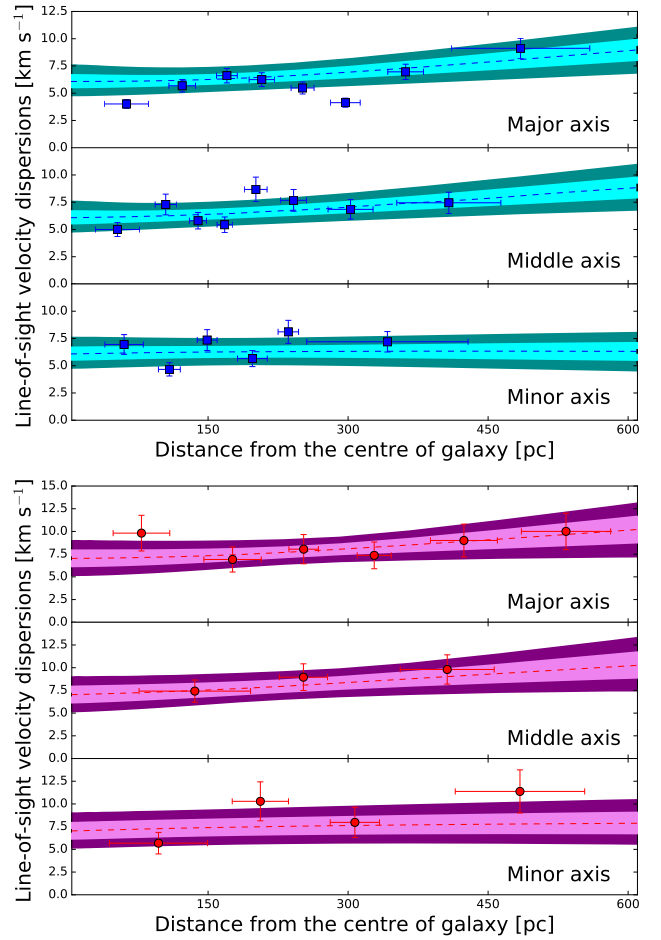 Line-of-sight velocity dispersions [km s⁻¹]
12.5
10.0
7.5
5.0
2.5
0.0
Major axis
10.0
7.5
5.0
2.5
0.0
Middle axis
10.0
7.5
5.0
2.5
0.0
Minor axis
150 300 450 600
Distance from the centre of galaxy [pc]
Line-of-sight velocity dispersions [km s⁻¹]
15.0
12.5
10.0
7.5
5.0
2.5
0.0
Major axis
12.5
10.0
7.5
5.0
2.5
0.0
Middle axis
12.5
10.0
7.5
5.0
2.5
0.0
Minor axis
150 300 450 600
Distance from the centre of galaxy [pc]